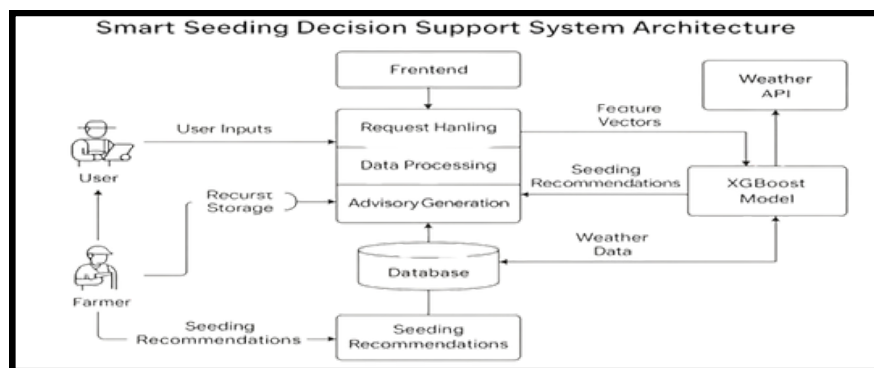 Smart Seeding Decision Support System Architecture
Frentend
Weather
API
User Inputs
Request Hanling
Feature
Vectors
User
Data Processing
Seeding
Recommendations
XGBoost
Model
Recurst
Storage
Advisory Generation
Weather
Data
Database
Farmer
Seeding
Recommendations
Seeding
Recommendations